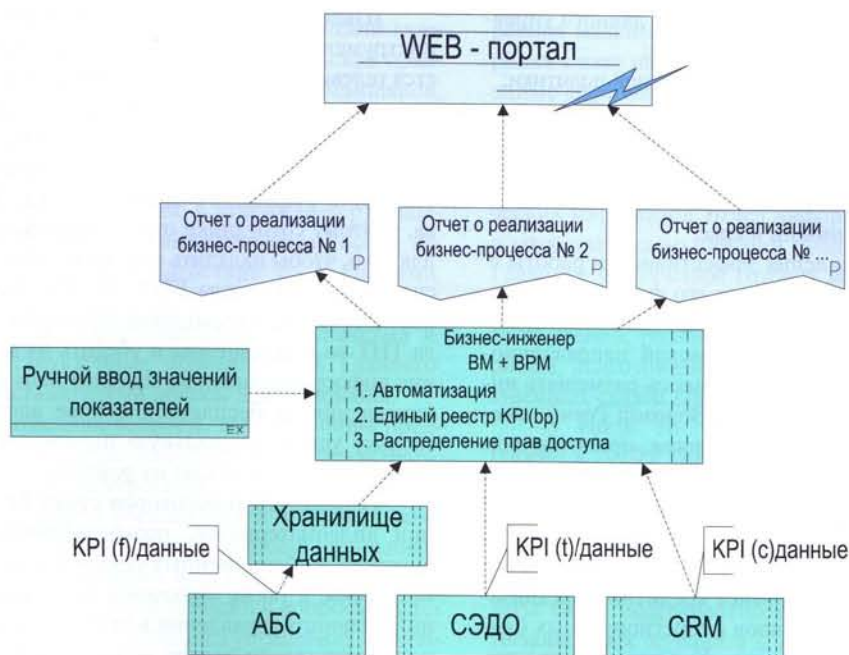 WEB - портал
Отчет о реализации
бизнес-процесса № 1
P
Отчет о реализации
бизнес-процесса № 2
P
Отчет о реализации
бизнес-процесса № ...
P
Бизнес-инженер
BM + BPM
1. Автоматизация
2. Единый реестр KPI(bp)
3. Распределение прав доступа
Ручной ввод значений
показателей
EX
Хранилище
данных
KPI (f)/данные
KPI (t)/данные
KPI (c)данные
АБС
СЭДО
CRM